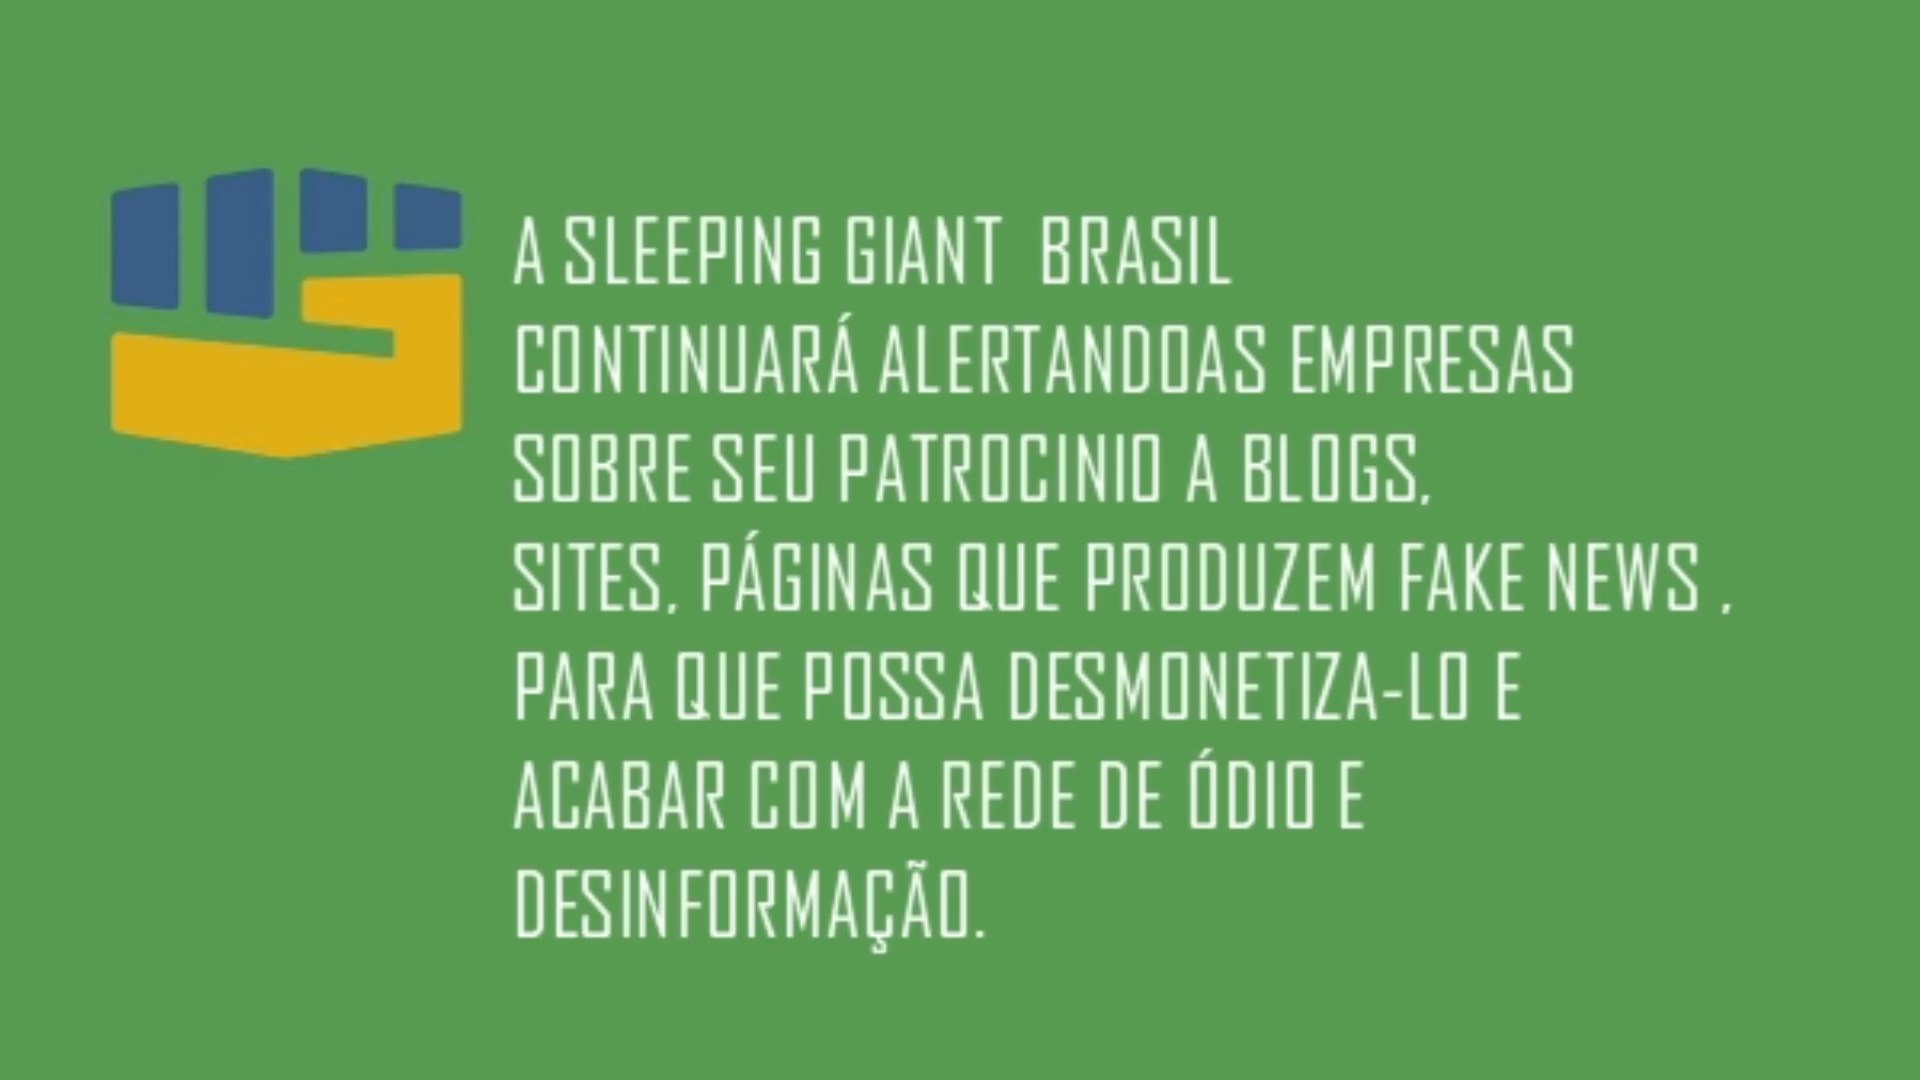 A SLEEPING GIANT  BRASIL
CONTINUARÁ ALERTANDOAS EMPRESAS
SOBRE SEU PATROCINIO A BLOGS,
SITES, PÁGINAS QUE PRODUZEM FAKE NEWS ,
PARA QUE POSSA DESMONETIZA-LO E
ACABAR COM A REDE DE ÓDIO E
DESINFORMAÇÃO.